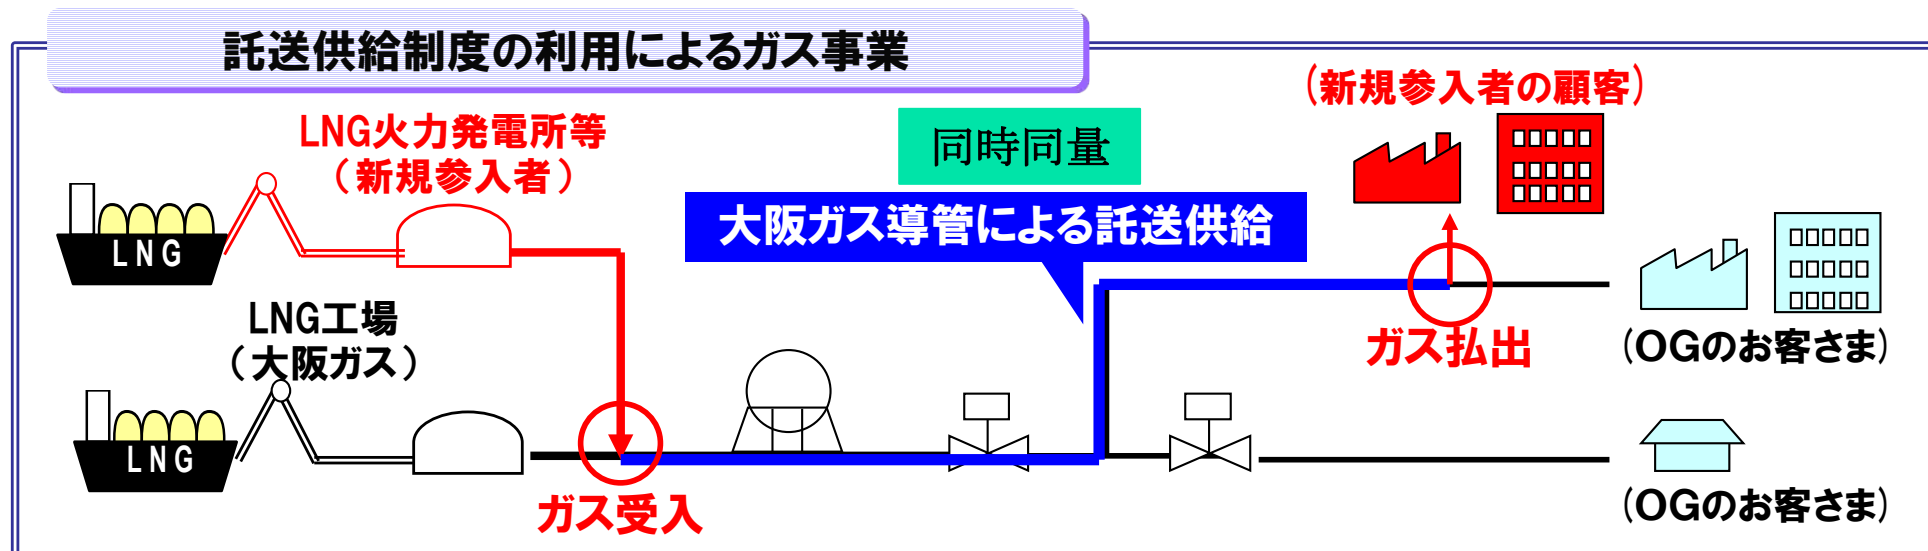 託送供給制度の利用によるガス事業
(新規参入者の顧客)
LNG火力発電所等
（新規参入者）
同時同量
大阪ガス導管による託送供給
LNG
LNG工場
（大阪ガス）
ガス払出
(OGのお客さま)
LNG
ガス受入
(OGのお客さま)